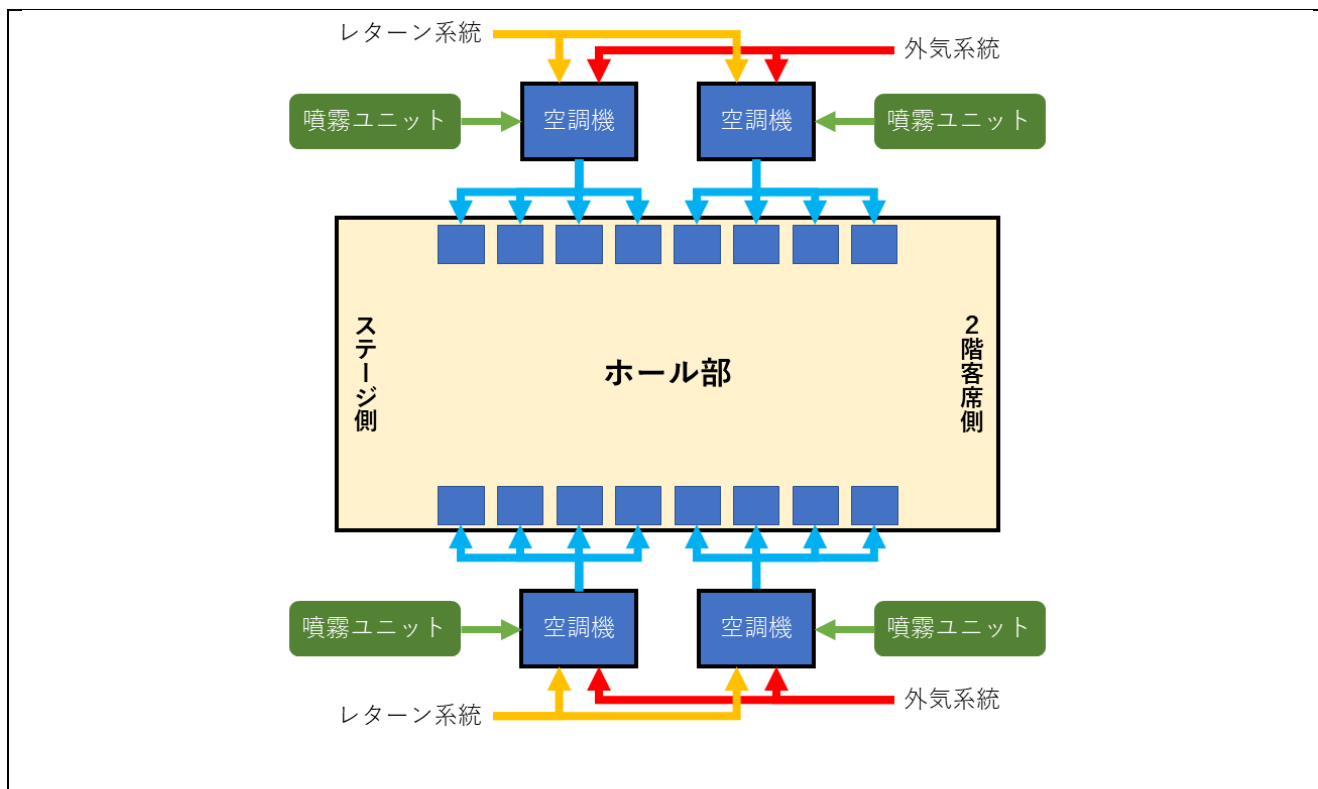 レターン系統
外気系統
噴霧ユニット
空調機
空調機
噴霧ユニット
ステージ側
ホール部
2階客席側
噴霧ユニット
空調機
空調機
噴霧ユニット
レターン系統
外気系統